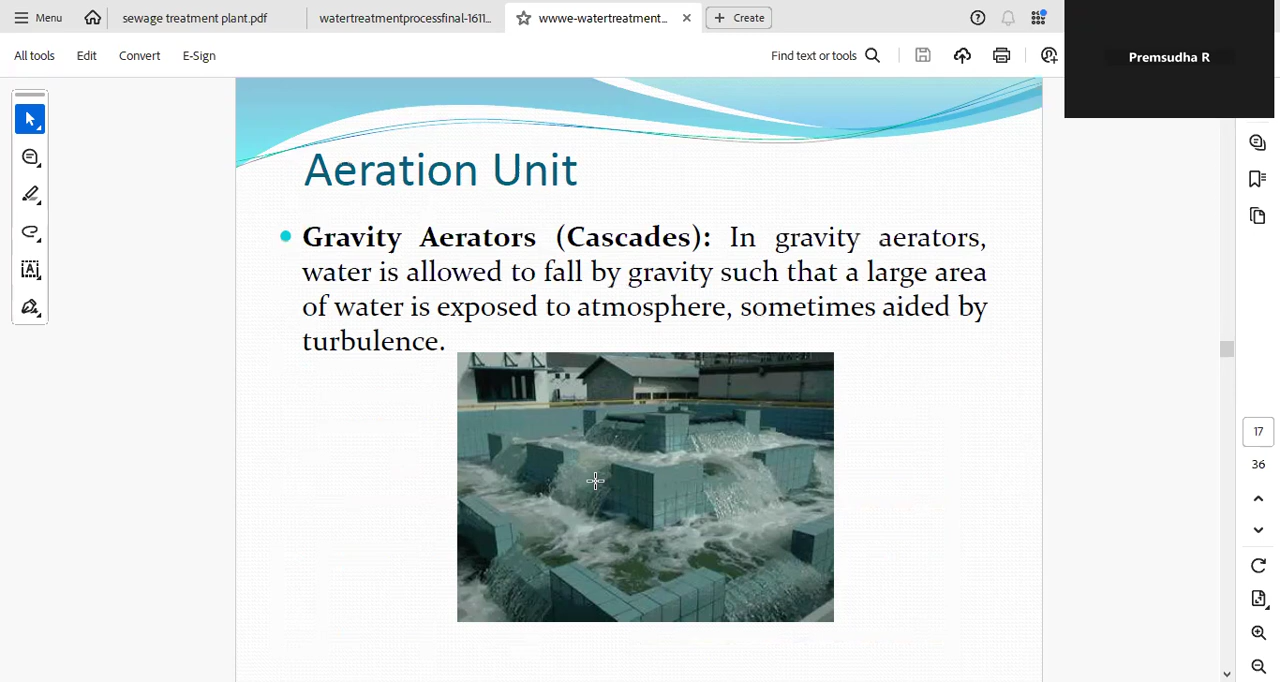 Menu
sewage treatment plant.pdf
watertreatmentprocessfinal-1611...
wwwe-watertreatment...
Create
All tools
Edit
Convert
E-Sign
Find text or tools
Premsudha R
Aeration Unit
Gravity Aerators (Cascades): In gravity aerators,
water is allowed to fall by gravity such that a large area
of water is exposed to atmosphere, sometimes aided by
turbulence.
17
36